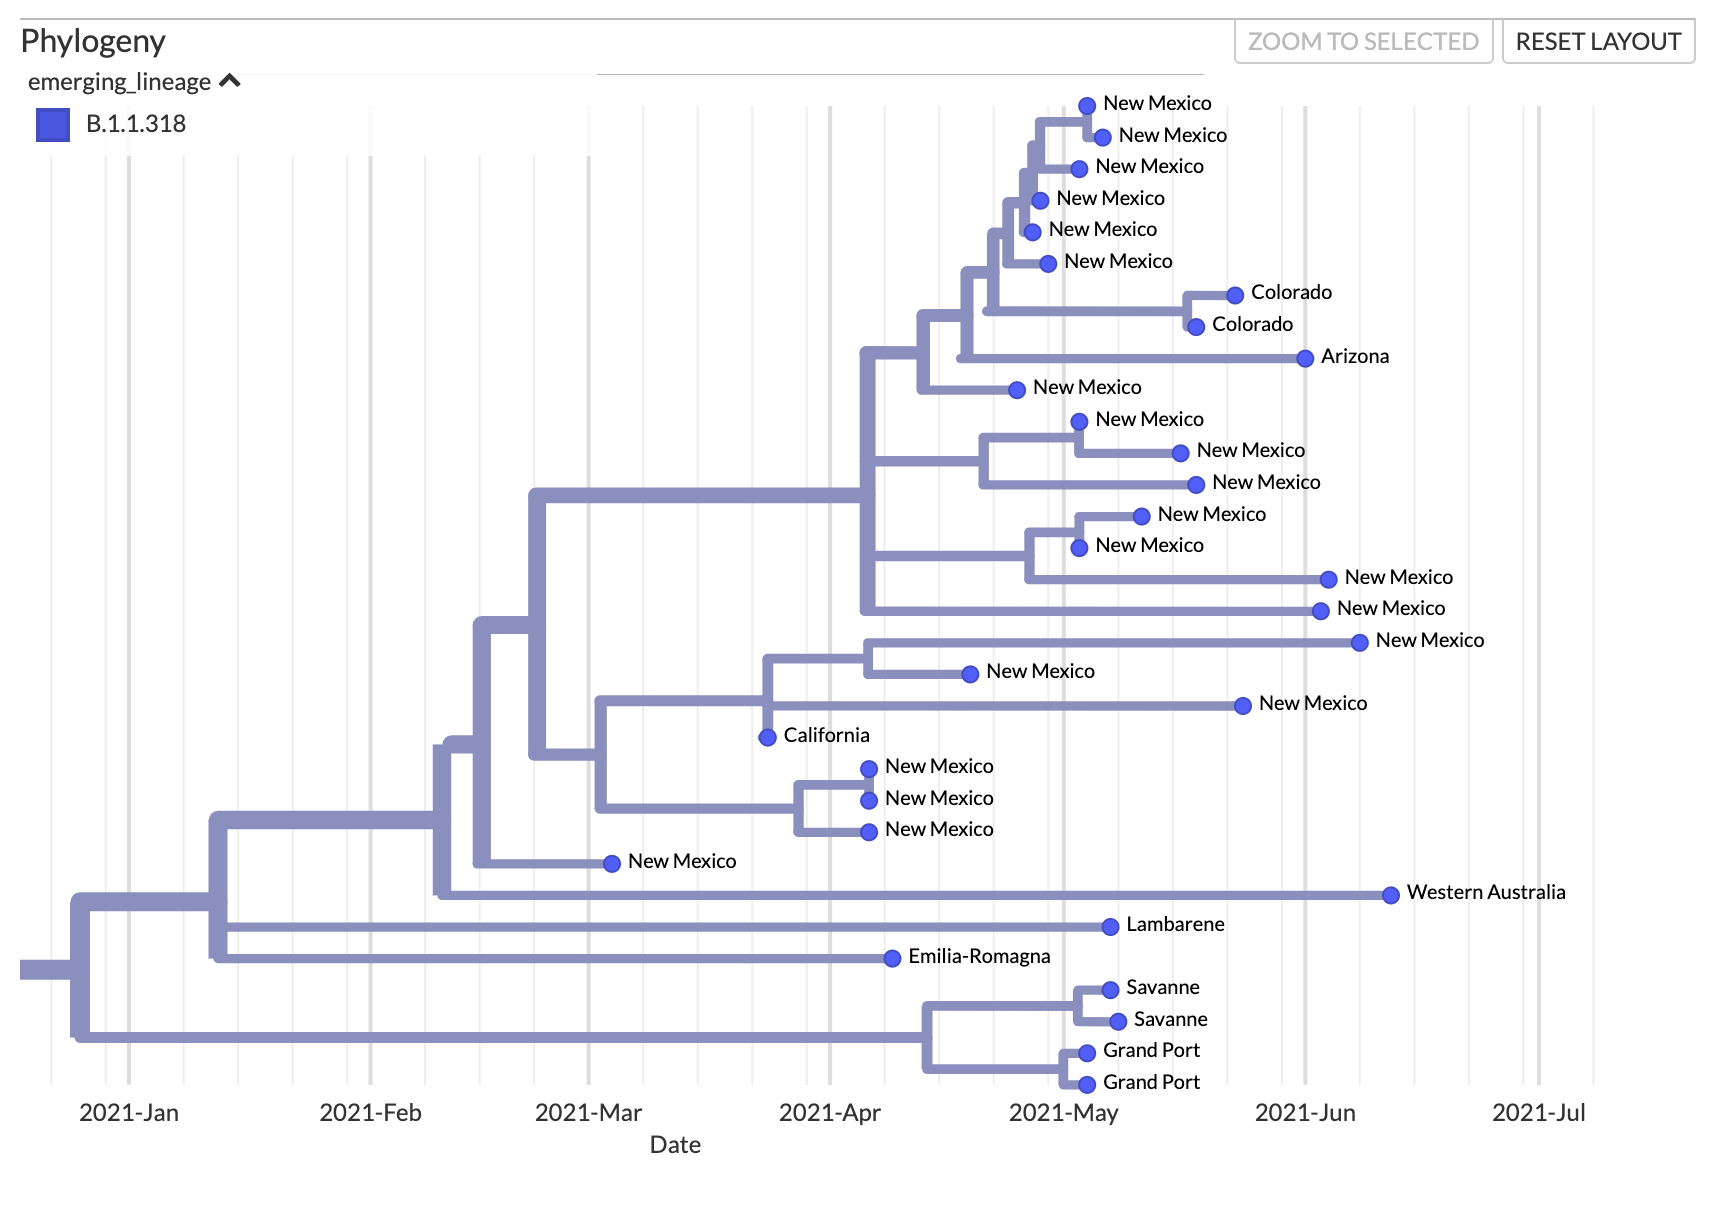 Phylogeny
ZOOM TO SELECTED
RESET LAYOUT
emerging_lineage
B.1.1.318
New Mexico
New Mexico
New Mexico
New Mexico
New Mexico
New Mexico
Colorado
Colorado
Arizona
New Mexico
New Mexico
New Mexico
New Mexico
New Mexico
New Mexico
New Mexico
New Mexico
New Mexico
New Mexico
New Mexico
California
New Mexico
New Mexico
New Mexico
New Mexico
Western Australia
Lambarene
Emilia-Romagna
Savanne
Savanne
Grand Port
Grand Port
2021-Jan
2021-Feb
2021-Mar
2021-Apr
2021-May
2021-Jun
2021-Jul
Date